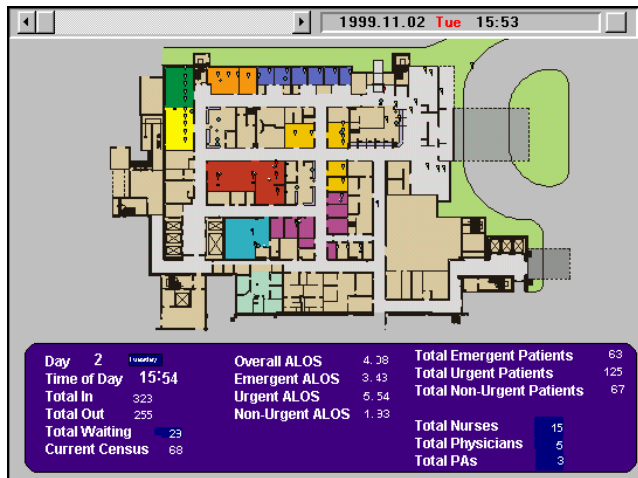 1999.11.02 Tue 15:53
Day 2 Tuesday
Time of Day 15:54
Total In 323
Total Out 255
Total Waiting 29
Current Census 68
Overall ALOS 4.08
Emergent ALOS 3.43
Urgent ALOS 5.54
Non-Urgent ALOS 1.93
Total Emergent Patients 63
Total Urgent Patients 125
Total Non-Urgent Patients 67
Total Nurses 15
Total Physicians 5
Total PAs 3